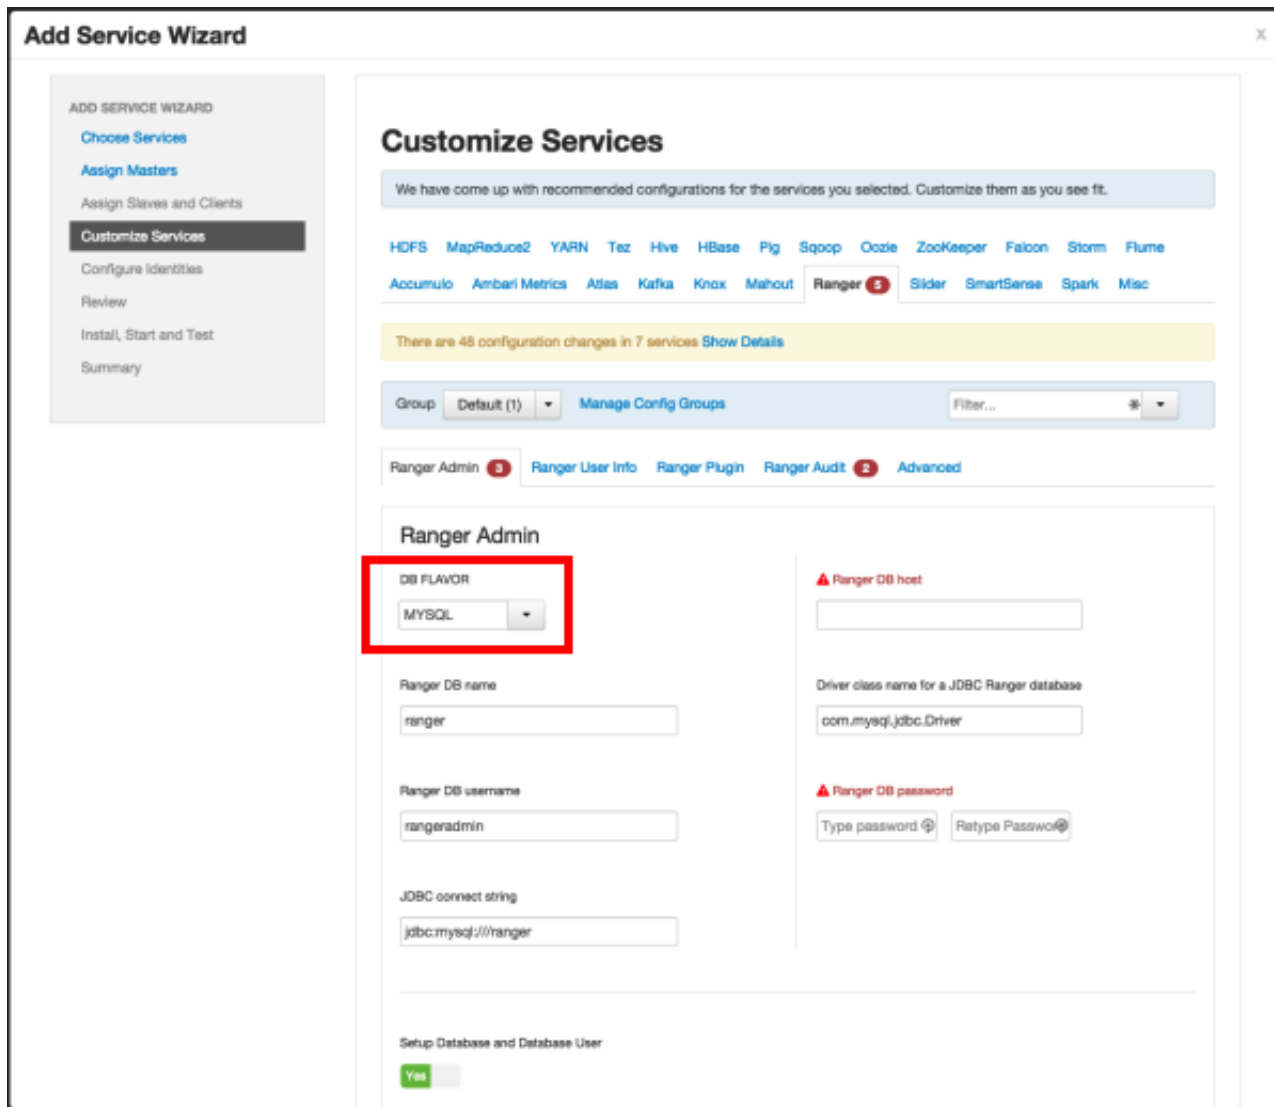 Add Service Wizard
x
ADD SERVICE WIZARD
Choose Services
Assign Masters
Assign Slaves and Clients
Customize Services
Configure Identities
Review
Install, Start and Test
Summary
Customize Services
We have come up with recommended configurations for the services you selected. Customize them as you see fit.
HDFS MapReduce2 YARN Tez Hive HBase Pig Sqoop Oozie ZooKeeper Falcon Storm Flume
Accumulo Ambari Metrics Atlas Kafka Knox Mahout Ranger 5 Slider SmartSense Spark Misc
There are 48 configuration changes in 7 services Show Details
Group Default (1) Manage Config Groups Filter...
Ranger Admin 3 Ranger User Info Ranger Plugin Ranger Audit 2 Advanced
Ranger Admin
DB FLAVOR
MYSQL
Ranger DB host
Ranger DB name
ranger
Driver class name for a JDBC Ranger database
com.mysql.jdbc.Driver
Ranger DB username
rangeradmin
Ranger DB password
Type password Retype Password
JDBC connect string
jdbc:mysql:///ranger
Setup Database and Database User
Yes